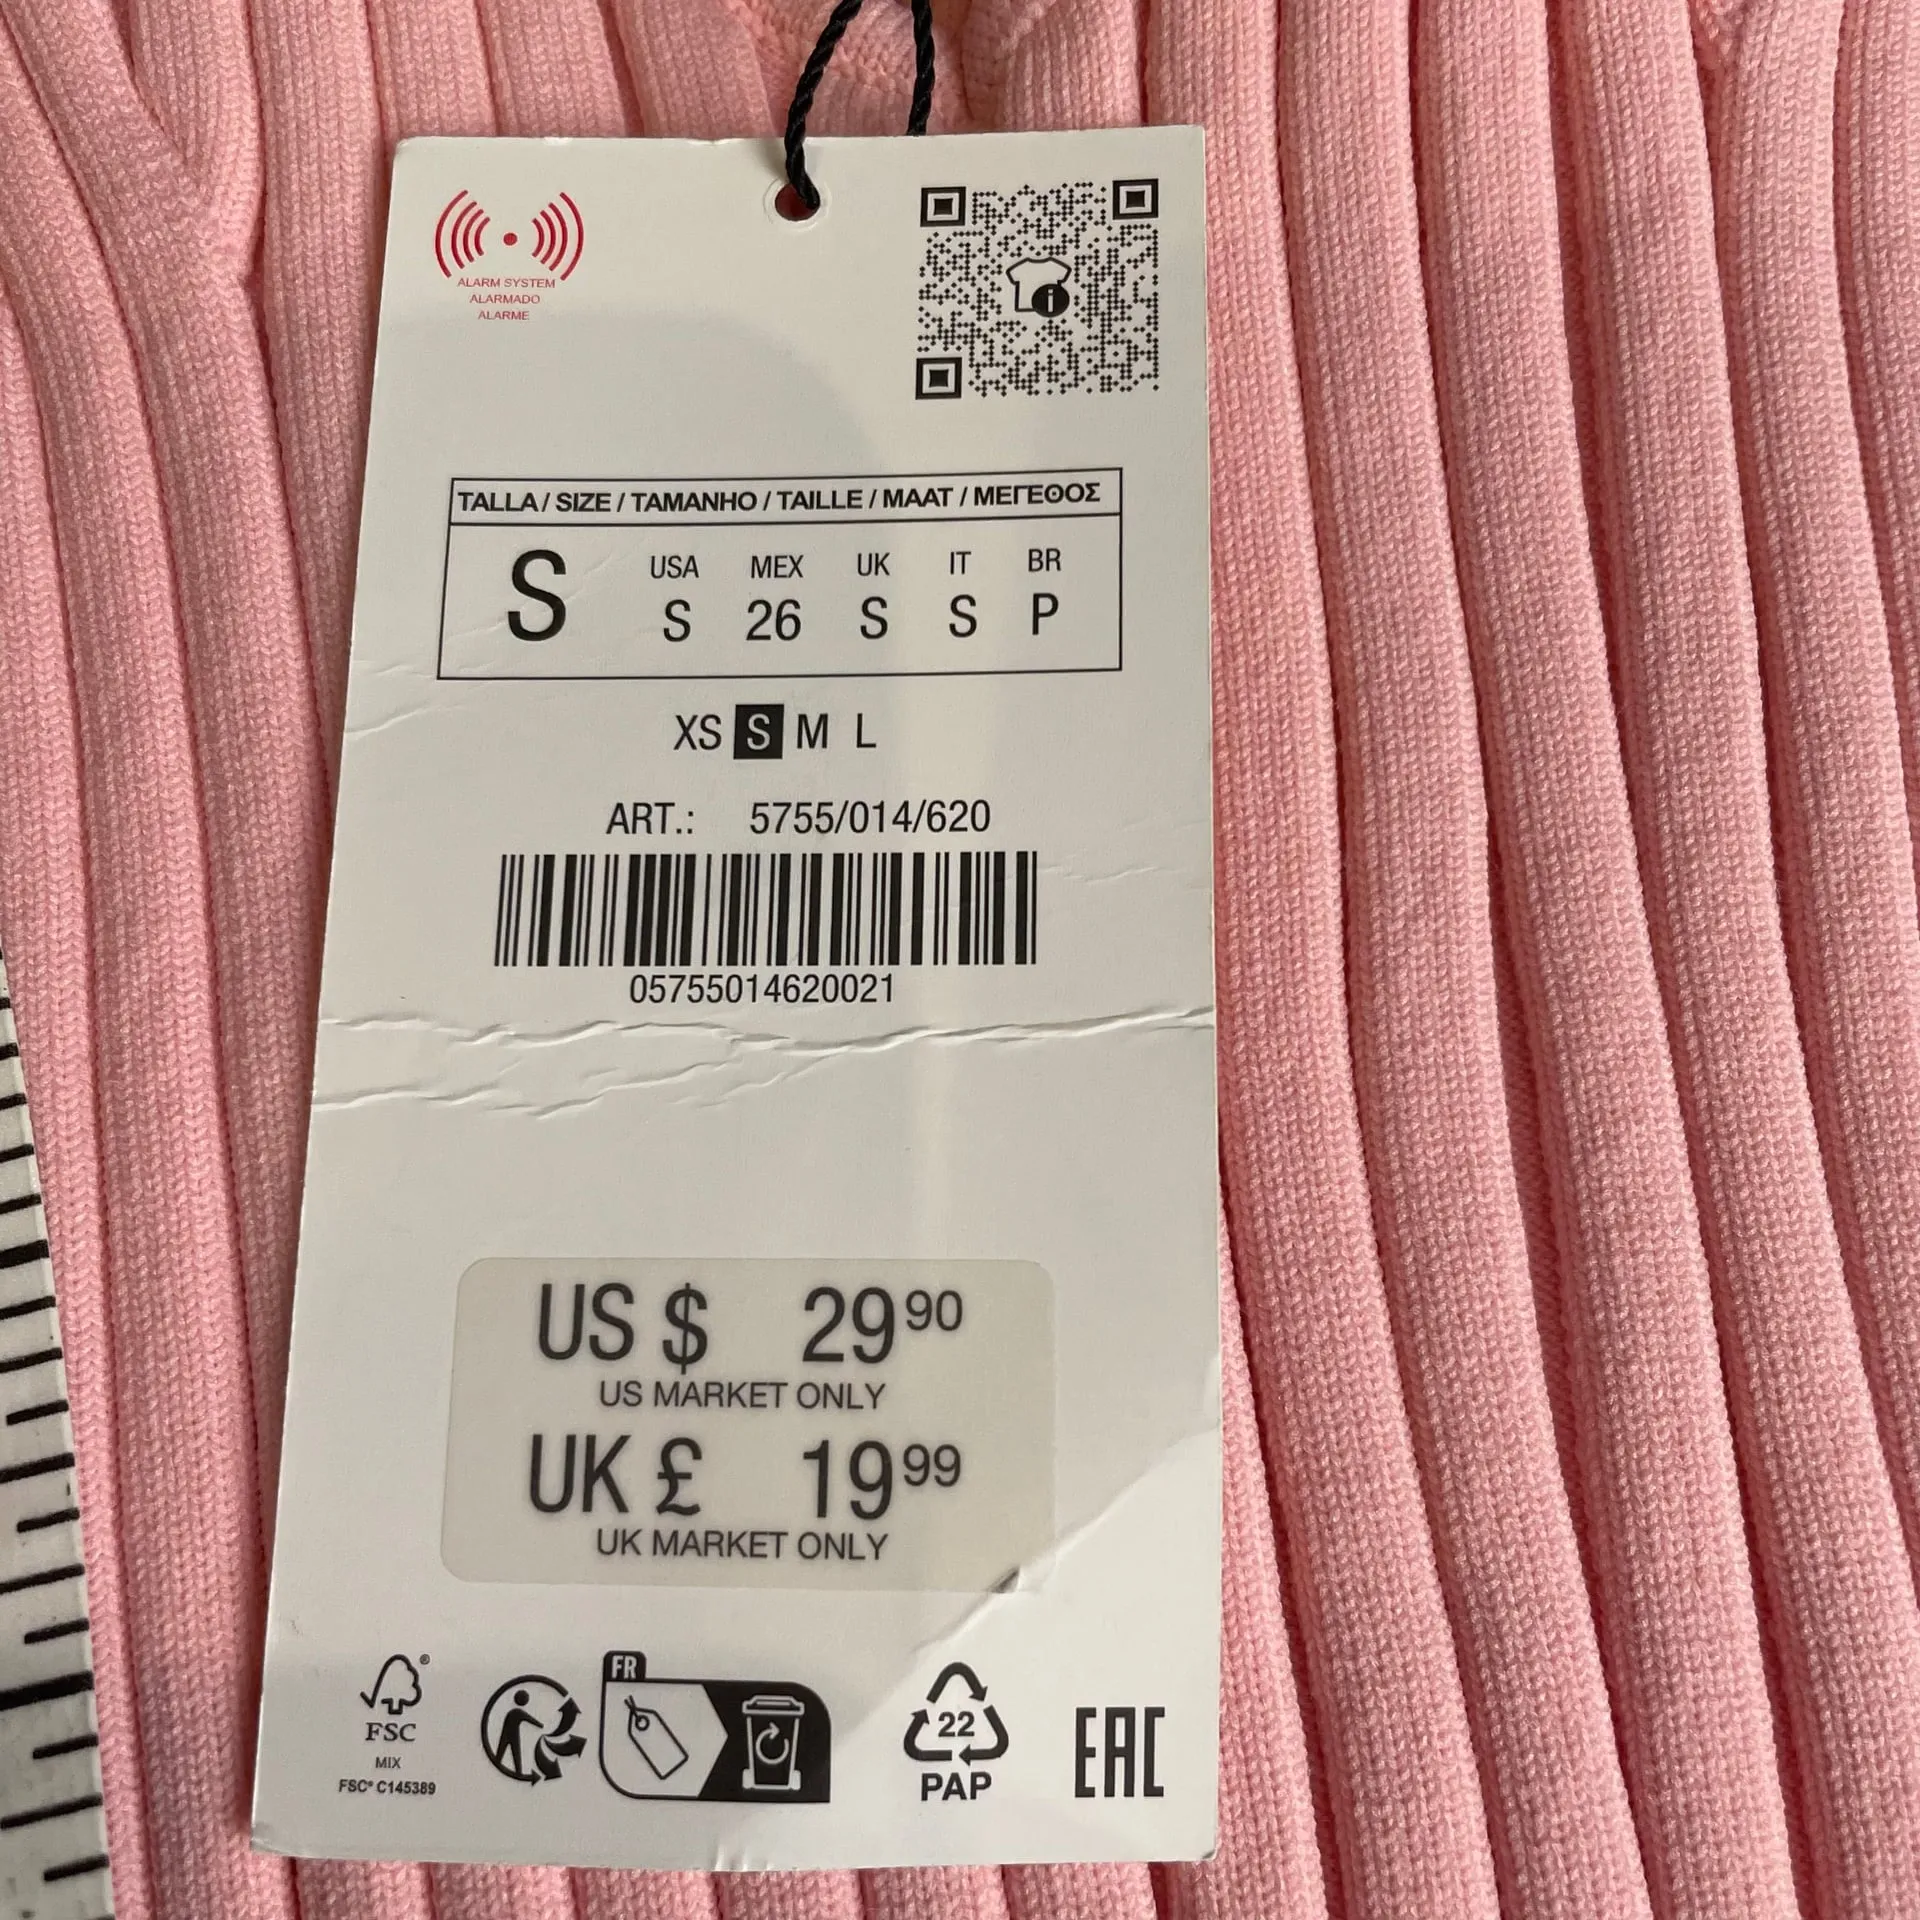 ALARM SYSTEM
ALARMADO
ALARME
TALLA / SIZE / TAMANHO / TAILLE / MAAT / ΜΕΓΕΘΟΣ
S
USA MEX UK IT BR
S 26 S S P
XS S M L
ART.: 5755/014/620
05755014620021
US $ 29 90
US MARKET ONLY
UK £ 19 99
UK MARKET ONLY
FSC®
MIX
FSC® C145389
FR
22
PAP
EAC